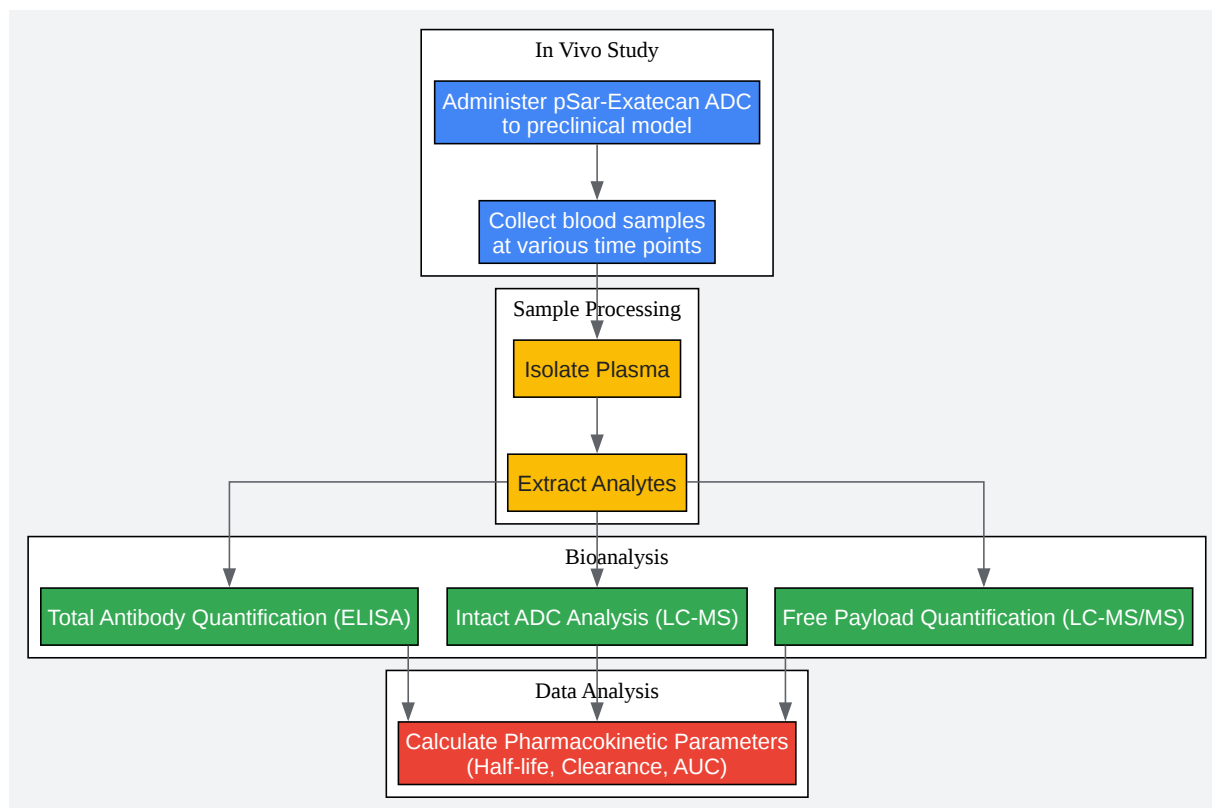 In Vivo Study
Administer pSar-Exatecan ADC
to preclinical model
Collect blood samples
at various time points
Sample Processing
Isolate Plasma
Extract Analytes
Bioanalysis
Total Antibody Quantification (ELISA)
Intact ADC Analysis (LC-MS)
Free Payload Quantification (LC-MS/MS)
Data Analysis
Calculate Pharmacokinetic Parameters
(Half-life, Clearance, AUC)